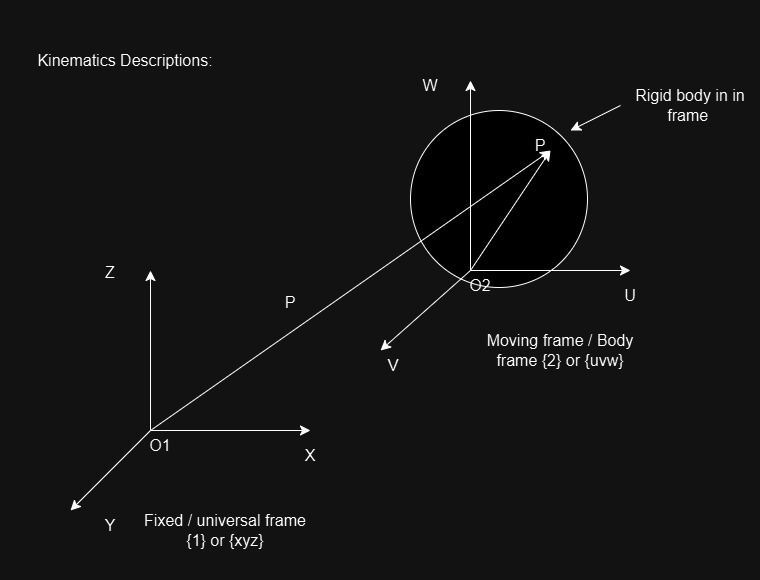 Kinematics Descriptions:
W
Rigid body in in
frame
P
Z
P
O2
U
Moving frame / Body
frame {2} or {uvw}
V
O1
X
Y
Fixed / universal frame
{1} or {xyz}